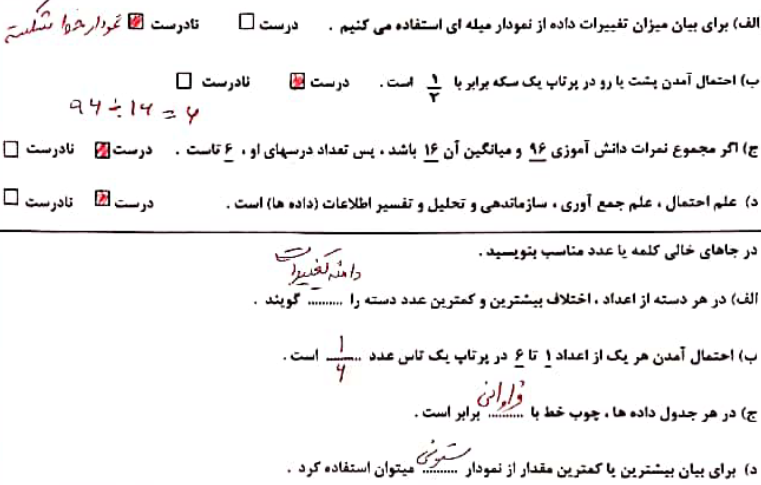 الف) برای بیان میزان تغییرات داده از نمودار میله ای استفاده می کنیم . درست ☐ نادرست ☒ نمودار خط شکسته
ب) احتمال آمدن پشت یا رو در پرتاپ یک سکه برابر با ۱/۲ است . درست ☒ نادرست ☐
۹۶ ÷ ۱۶ = ۶
ج) اگر مجموع نمرات دانش آموزی ۹۶ و میانگین آن ۱۶ باشد ، پس تعداد درسهای او ، ۶ تاست . درست ☒ نادرست ☐
د) علم احتمال ، علم جمع آوری ، سازماندهی و تحلیل و تفسیر اطلاعات (داده ها) است . درست ☒ نادرست ☐
در جاهای خالی کلمه یا عدد مناسب بنویسید .
دامنه تغییرات
الف) در هر دسته از اعداد ، اختلاف بیشترین و کمترین عدد دسته را .......... گویند .
ب) احتمال آمدن هر یک از اعداد ۱ تا ۶ در پرتاپ یک تاس عدد ۱/۶ است .
ج) در هر جدول داده ها ، چوب خط با فراوانی برابر است .
د) برای بیان بیشترین یا کمترین مقدار از نمودار ستونی میتوان استفاده کرد .